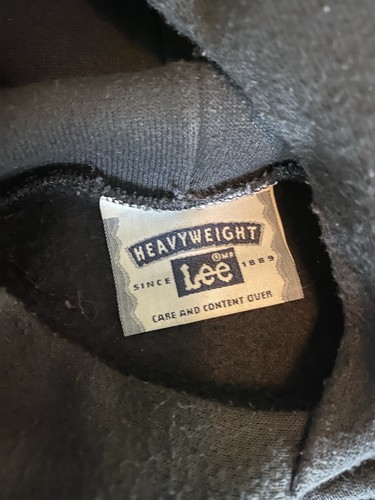 HEAVYWEIGHT
®MR
SINCE Lee 1889
CARE AND CONTENT OVER